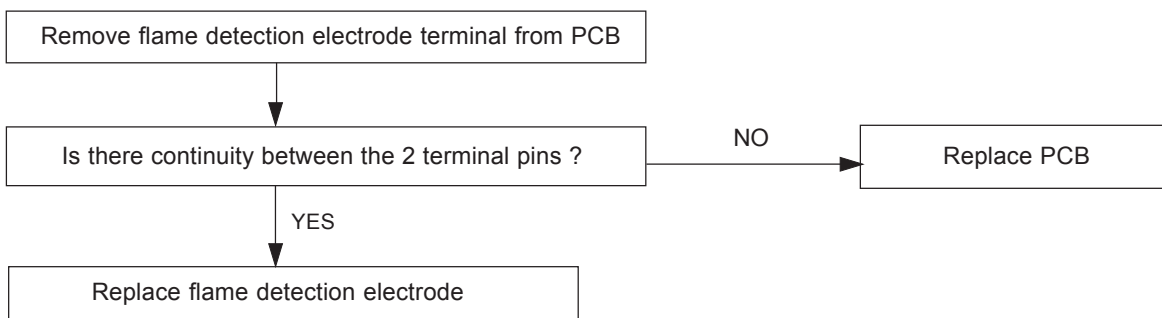 Remove flame detection electrode terminal from PCB
Is there continuity between the 2 terminal pins ?
NO
Replace PCB
YES
Replace flame detection electrode